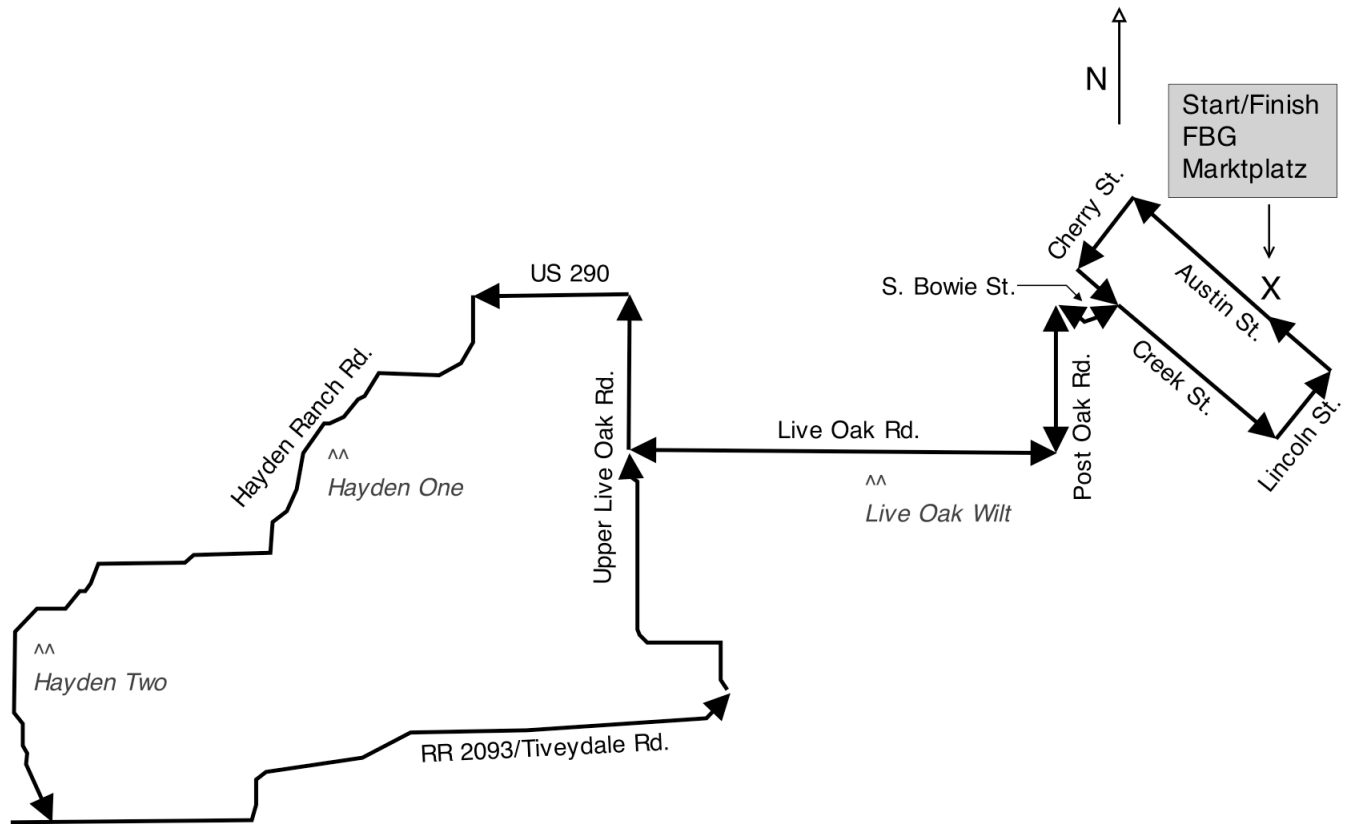 N
Start/Finish
FBG
Marktplatz
Cherry St.
X
Austin St.
US 290
S. Bowie St.
Creek St.
Lincoln St.
Hayden Ranch Rd.
Upper Live Oak Rd.
Live Oak Rd.
Post Oak Rd.
^^
Hayden One
^^
Live Oak Wilt
^^
Hayden Two
RR 2093/Tiveydale Rd.